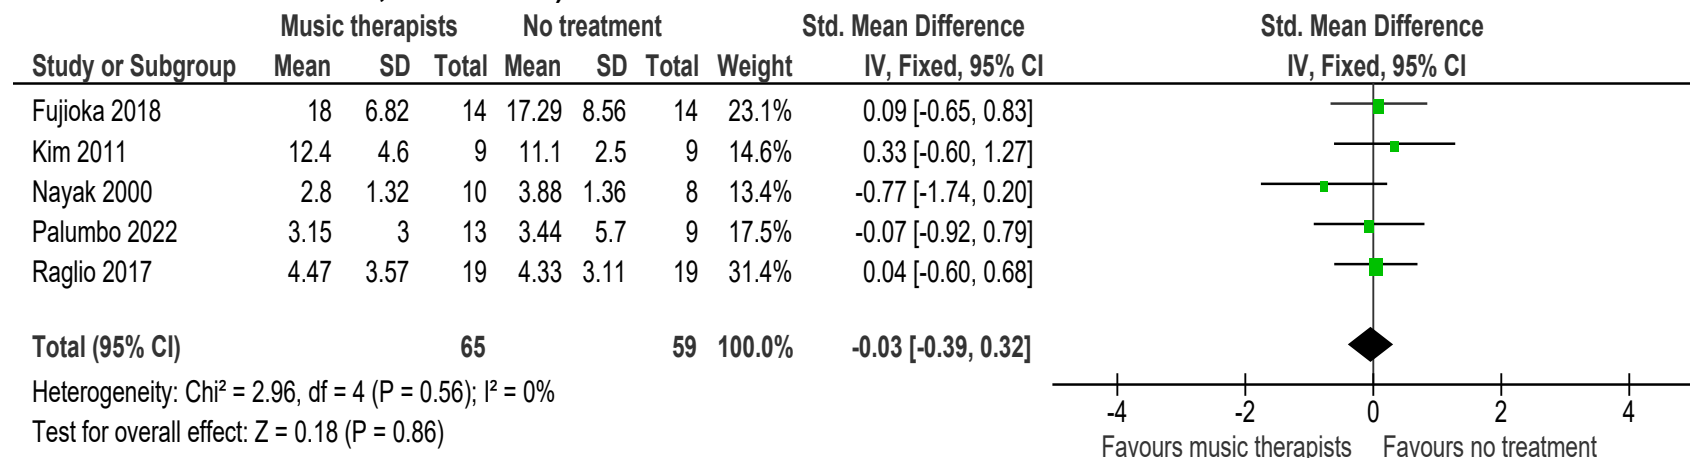 Music therapists No treatment Std. Mean Difference Std. Mean Difference
Study or Subgroup Mean SD Total Mean SD Total Weight IV, Fixed, 95% CI IV, Fixed, 95% CI
Fujioka 2018 18 6.82 14 17.29 8.56 14 23.1% 0.09 [-0.65, 0.83]
Kim 2011 12.4 4.6 9 11.1 2.5 9 14.6% 0.33 [-0.60, 1.27]
Nayak 2000 2.8 1.32 10 3.88 1.36 8 13.4% -0.77 [-1.74, 0.20]
Palumbo 2022 3.15 3 13 3.44 5.7 9 17.5% -0.07 [-0.92, 0.79]
Raglio 2017 4.47 3.57 19 4.33 3.11 19 31.4% 0.04 [-0.60, 0.68]
Total (95% CI) 65 59 100.0% -0.03 [-0.39, 0.32]
Heterogeneity: Chi² = 2.96, df = 4 (P = 0.56); I² = 0%
Test for overall effect: Z = 0.18 (P = 0.86)
-4 -2 0 2 4
Favours music therapists Favours no treatment